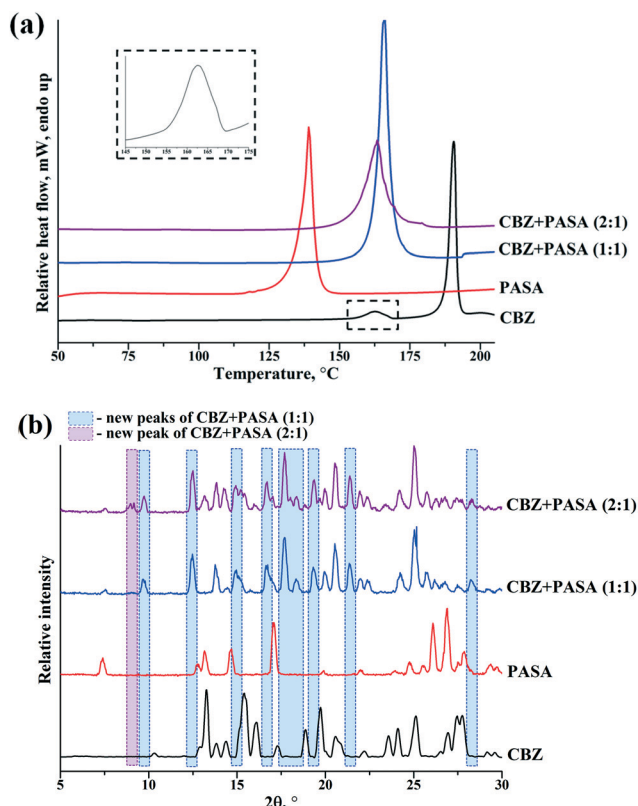 (a)
Relative heat flow, mW, endo up
145 150 155 160 165 170 175
CBZ+PASA (2:1)
CBZ+PASA (1:1)
PASA
CBZ
50 75 100 125 150 175 200
Temperature, °C
(b)
- new peaks of CBZ+PASA (1:1)
- new peak of CBZ+PASA (2:1)
Relative intensity
CBZ+PASA (2:1)
CBZ+PASA (1:1)
PASA
CBZ
5 10 15 20 25 30
2θ, °